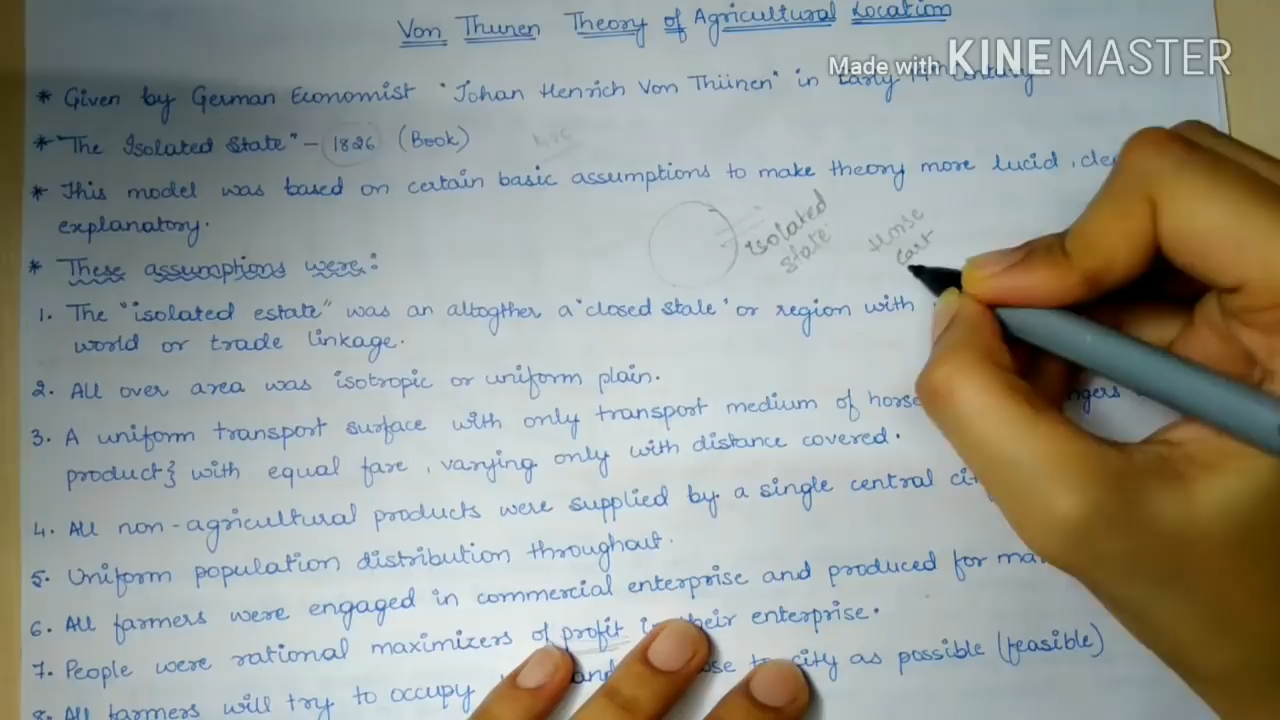 Von Thunen Theory of Agricultural Location
Made with KINEMASTER
* Given by German Economist "Johan Henrich Von Thünen" in Early 19th Century
* "The Isolated State" - 1826 (Book)
* This model was based on certain basic assumptions to make theory more lucid,
explanatory.
isolated
state
Horse
Cart
* These assumptions were:
1. The "isolated estate" was an altogther a 'closed state' or region with
world or trade linkage.
2. All over area was isotropic or uniform plain.
3. A uniform transport surface with only transport medium of horse
product} with equal fare, varying only with distance covered.
4. All non-agricultural products were supplied by a single central
5. Uniform population distribution throughout.
6. All farmers were engaged in commercial enterprise and produced for
7. People were rational maximizers of profit in their enterprise.
8. All farmers will try to occupy to city as possible (feasible)